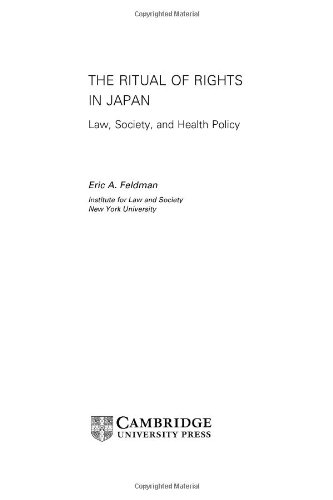 Copyrighted Material
THE RITUAL OF RIGHTS
IN JAPAN
Law, Society, and Health Policy
Eric A. Feldman
Institute for Law and Society
New York University
CAMBRIDGE
UNIVERSITY PRESS
Copyrighted Material